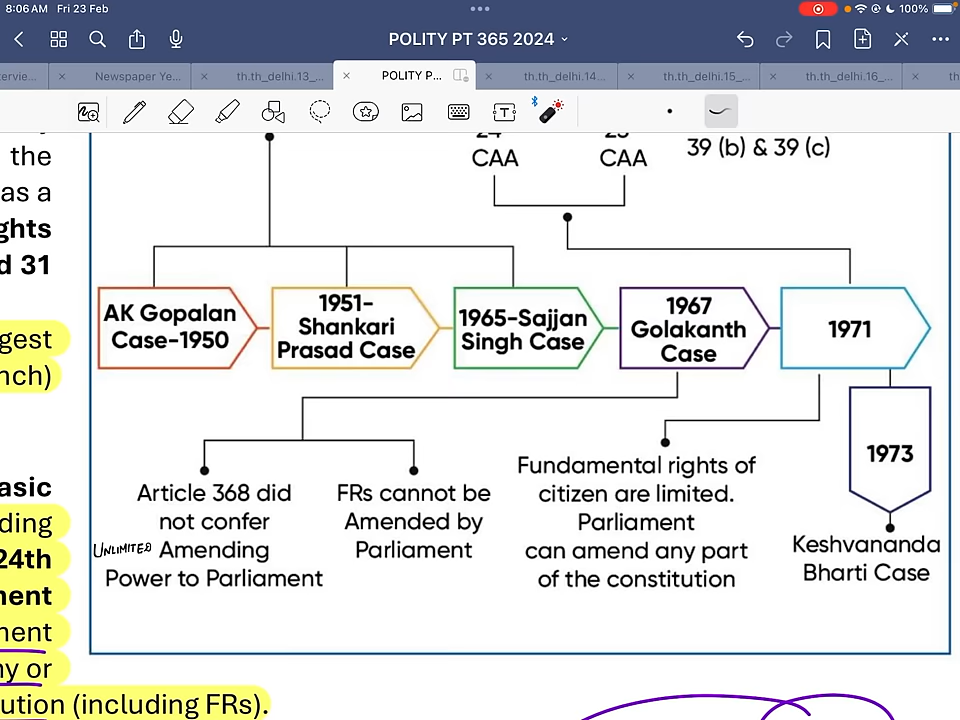 8:06 AM Fri 23 Feb
100%
POLITY PT 365 2024
Newspaper Ye...
th.th_delhi.13_...
POLITY P...
th.th_delhi.14...
th.th_delhi.15_...
th.th_delhi.16_...
the
as a
ghts
d 31
gest
nch)
asic
ding
24th
ment
nent
ny or
ution (including FRs).
CAA
CAA
39 (b) & 39 (c)
AK Gopalan
Case-1950
1951-
Shankari
Prasad Case
1965-Sajjan
Singh Case
1967
Golakanth
Case
1971
1973
Article 368 did
not confer
UNLIMITED Amending
Power to Parliament
FRs cannot be
Amended by
Parliament
Fundamental rights of
citizen are limited.
Parliament
can amend any part
of the constitution
Keshvananda
Bharti Case